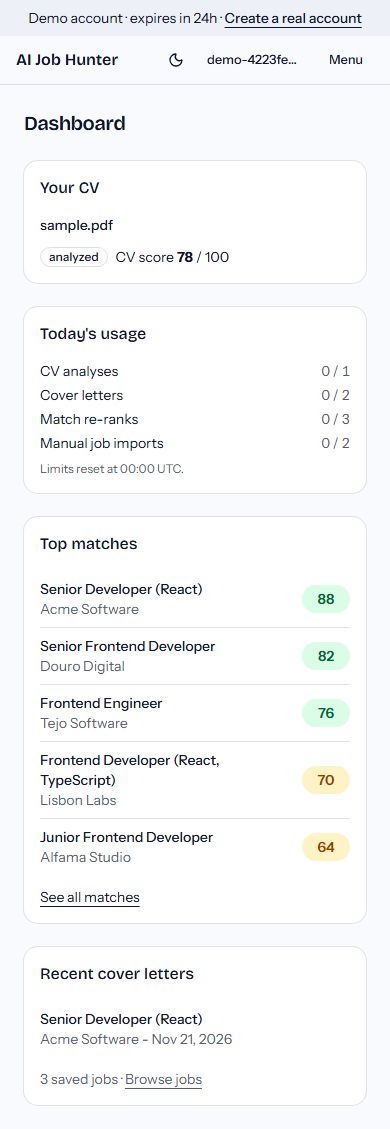 Demo account · expires in 24h · Create a real account
AI Job Hunter
demo-4223fe...
Menu
Dashboard
Your CV
sample.pdf
analyzed CV score 78 / 100
Today's usage
CV analyses 0 / 1
Cover letters 0 / 2
Match re-ranks 0 / 3
Manual job imports 0 / 2
Limits reset at 00:00 UTC.
Top matches
Senior Developer (React)
Acme Software
88
Senior Frontend Developer
Douro Digital
82
Frontend Engineer
Tejo Software
76
Frontend Developer (React,
TypeScript)
Lisbon Labs
70
Junior Frontend Developer
Alfama Studio
64
See all matches
Recent cover letters
Senior Developer (React)
Acme Software - Nov 21, 2026
3 saved jobs · Browse jobs